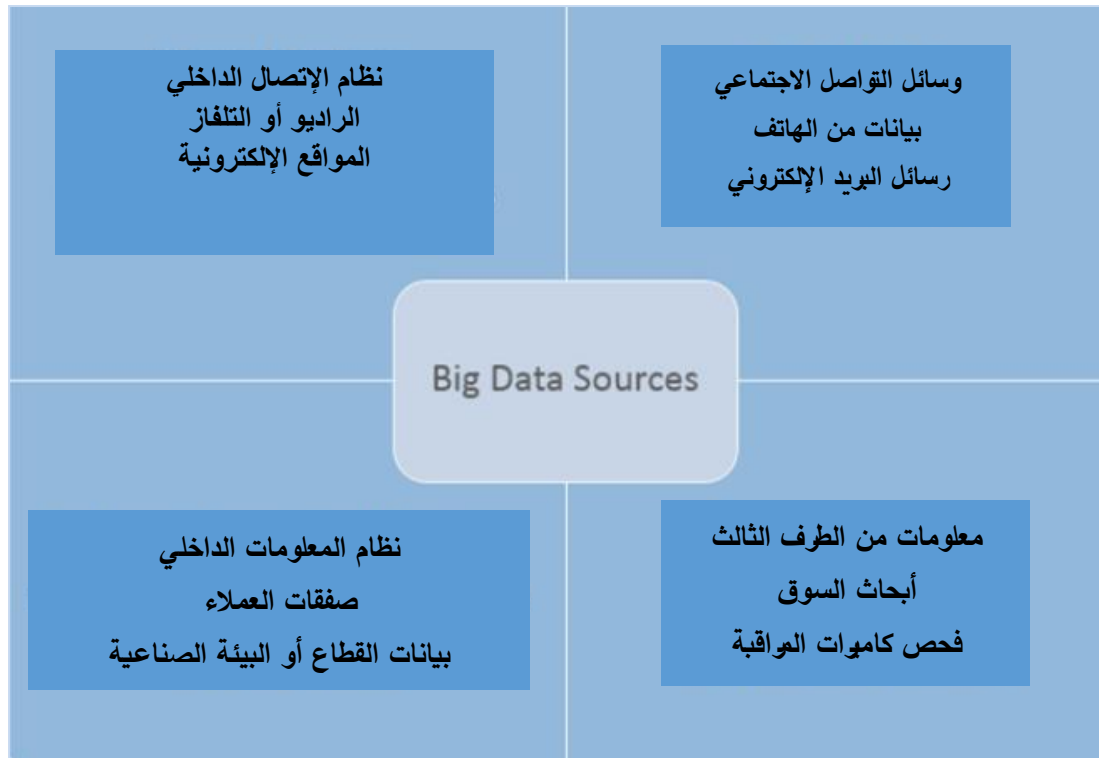 وسائل التواصل الاجتماعي
بيانات من الهاتف
رسائل البريد الإلكتروني
نظام الإتصال الداخلي
الراديو أو التلفاز
المواقع الإلكترونية
Big Data Sources
معلومات من الطرف الثالث
أبحاث السوق
فحص كاميرات المراقبة
نظام المعلومات الداخلي
صفقات العملاء
بيانات القطاع أو البيئة الصناعية